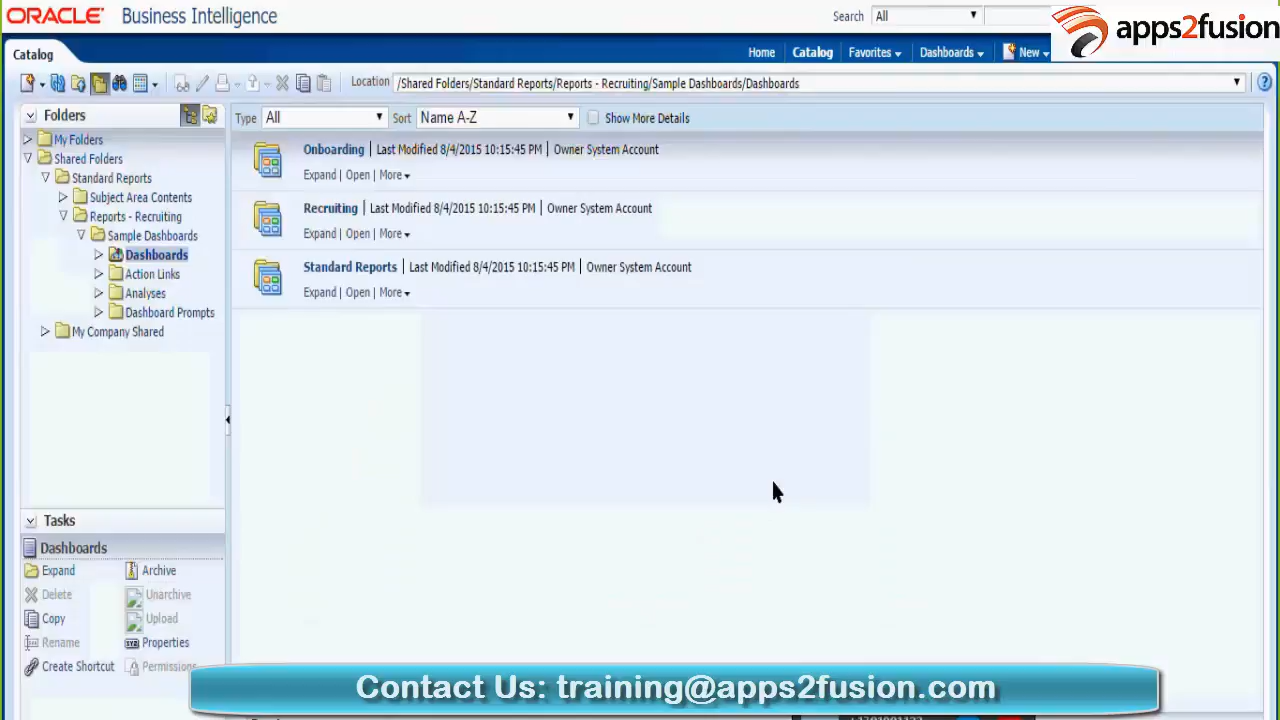 ORACLE Business Intelligence
Search All
apps2fusion
Catalog
Home Catalog Favorites Dashboards New
Location /Shared Folders/Standard Reports/Reports - Recruiting/Sample Dashboards/Dashboards
Folders
Type All Sort Name A-Z Show More Details
My Folders
Shared Folders
Standard Reports
Subject Area Contents
Reports - Recruiting
Sample Dashboards
Dashboards
Action Links
Analyses
Dashboard Prompts
My Company Shared
Onboarding | Last Modified 8/4/2015 10:15:45 PM | Owner System Account
Expand | Open | More
Recruiting | Last Modified 8/4/2015 10:15:45 PM | Owner System Account
Expand | Open | More
Standard Reports | Last Modified 8/4/2015 10:15:45 PM | Owner System Account
Expand | Open | More
Tasks
Dashboards
Expand Archive
Delete Unarchive
Copy Upload
Rename Properties
Create Shortcut Permissions
Contact Us: training@apps2fusion.com